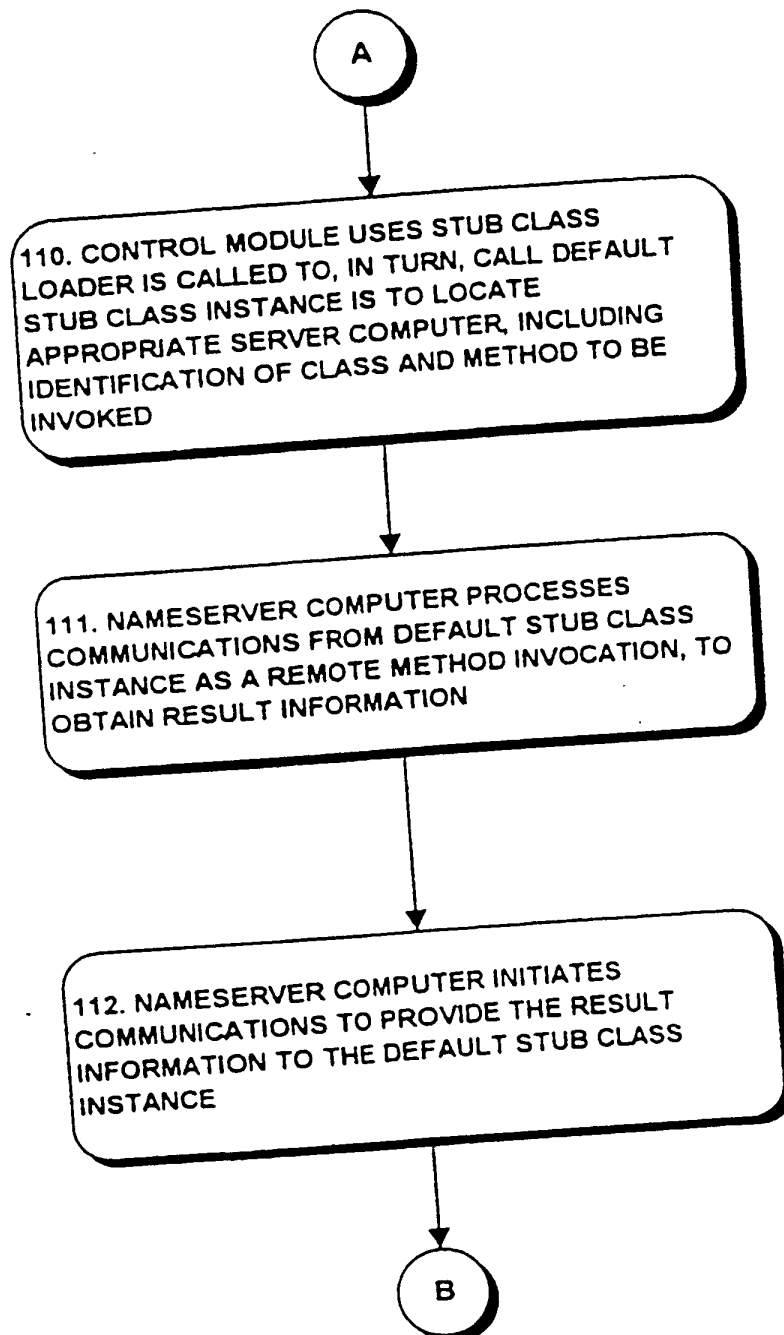 A
110. CONTROL MODULE USES STUB CLASS
LOADER IS CALLED TO, IN TURN, CALL DEFAULT
STUB CLASS INSTANCE IS TO LOCATE
APPROPRIATE SERVER COMPUTER, INCLUDING
IDENTIFICATION OF CLASS AND METHOD TO BE
INVOKED
111. NAMESERVER COMPUTER PROCESSES
COMMUNICATIONS FROM DEFAULT STUB CLASS
INSTANCE AS A REMOTE METHOD INVOCATION, TO
OBTAIN RESULT INFORMATION
112. NAMESERVER COMPUTER INITIATES
COMMUNICATIONS TO PROVIDE THE RESULT
INFORMATION TO THE DEFAULT STUB CLASS
INSTANCE
B